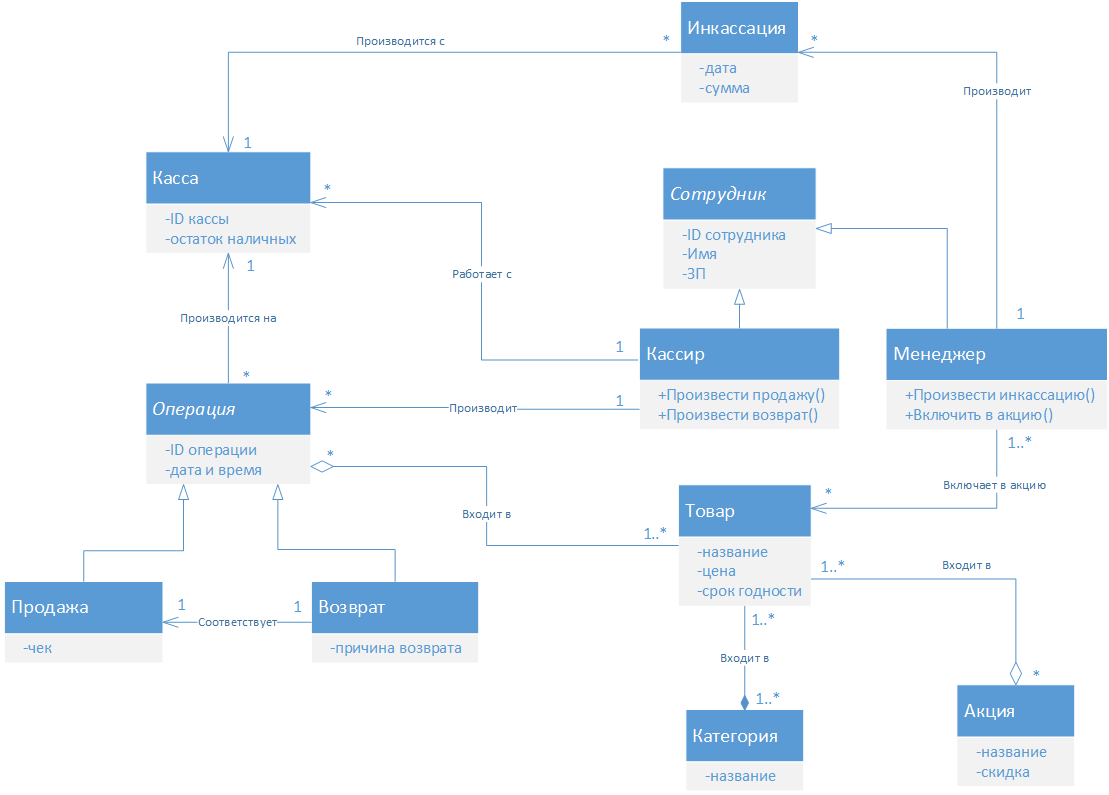 Инкассация
-дата
-сумма
Производится с
*
*
1
Производит
Касса
-ID кассы
-остаток наличных
*
1
Сотрудник
-ID сотрудника
-Имя
-ЗП
Работает с
Производится на
*
1
1
Кассир
+Произвести продажу()
+Произвести возврат()
Менеджер
+Произвести инкассацию()
+Включить в акцию()
Операция
-ID операции
-дата и время
*
Производит
1
*
Входит в
1..*
1..*
Включает в акцию
*
Товар
-название
-цена
-срок годности
1..*
Входит в
Продажа
-чек
1
Соответствует
1
Возврат
-причина возврата
1..*
Входит в
1..*
*
Категория
-название
Акция
-название
-скидка